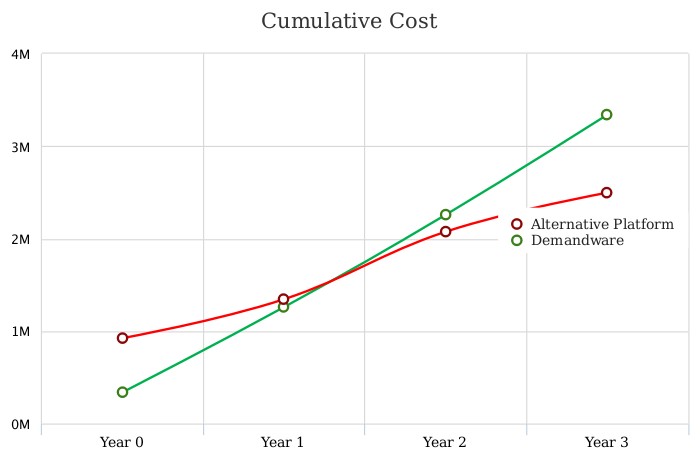 Cumulative Cost
4M
3M
2M
1M
0M
Alternative Platform
Demandware
Year 0
Year 1
Year 2
Year 3